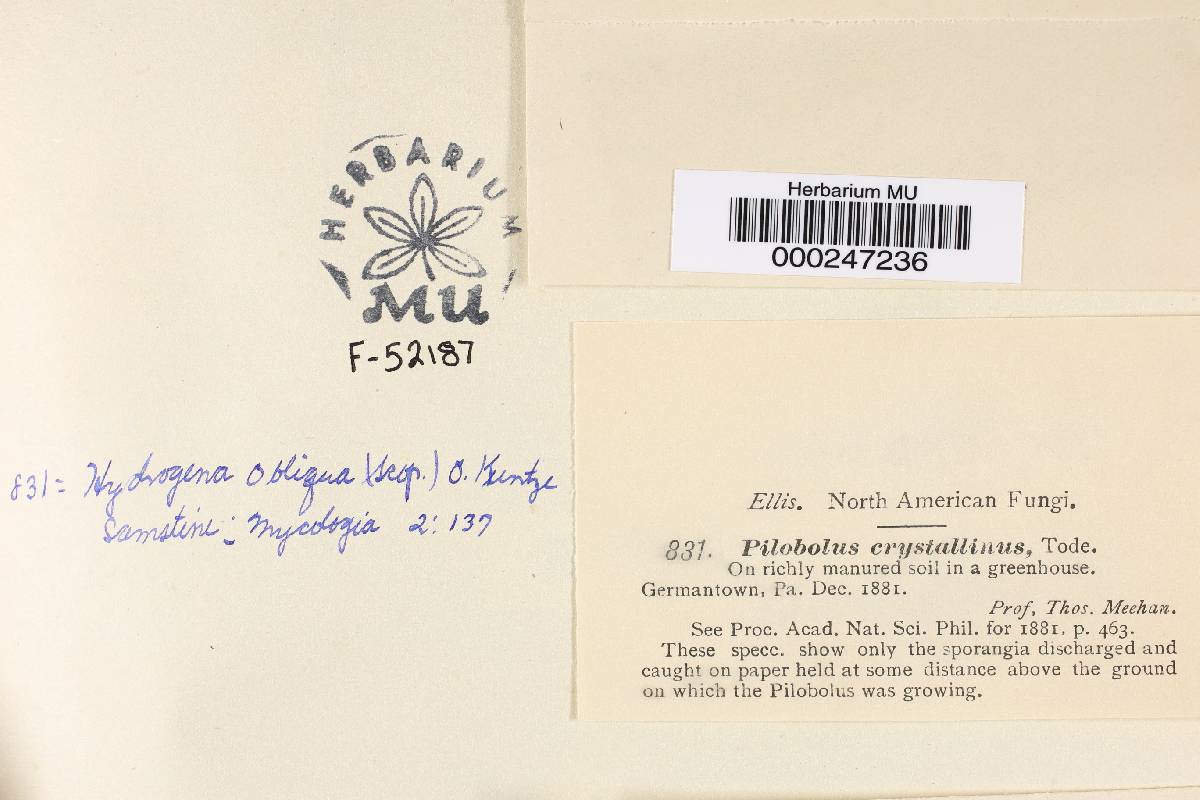 HERBARIUM
MU
F-52187
Herbarium MU
000247236
831 = Hydrogena obliqua (Scop.) O. Kuntze
Sumstine: Mycologia 2: 137
Ellis. North American Fungi.
831. Pilobolus crystallinus, Tode.
On richly manured soil in a greenhouse.
Germantown, Pa. Dec. 1881.
Prof, Thos. Meehan.
See Proc. Acad. Nat. Sci. Phil. for 1881, p. 463.
These specc. show only the sporangia discharged and
caught on paper held at some distance above the ground
on which the Pilobolus was growing.